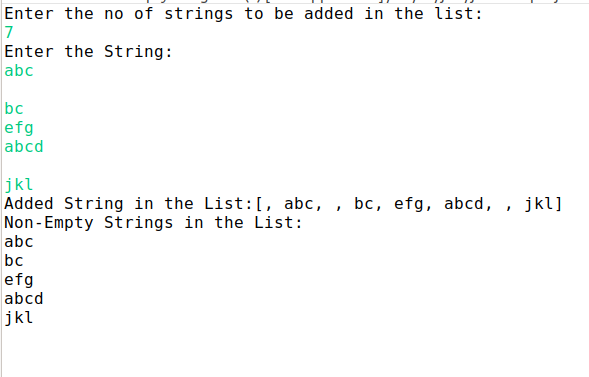 Enter the no of strings to be added in the list:
7
Enter the String:
abc
bc
efg
abcd
jkl
Added String in the List:[, abc, , bc, efg, abcd, , jkl]
Non-Empty Strings in the List:
abc
bc
efg
abcd
jkl